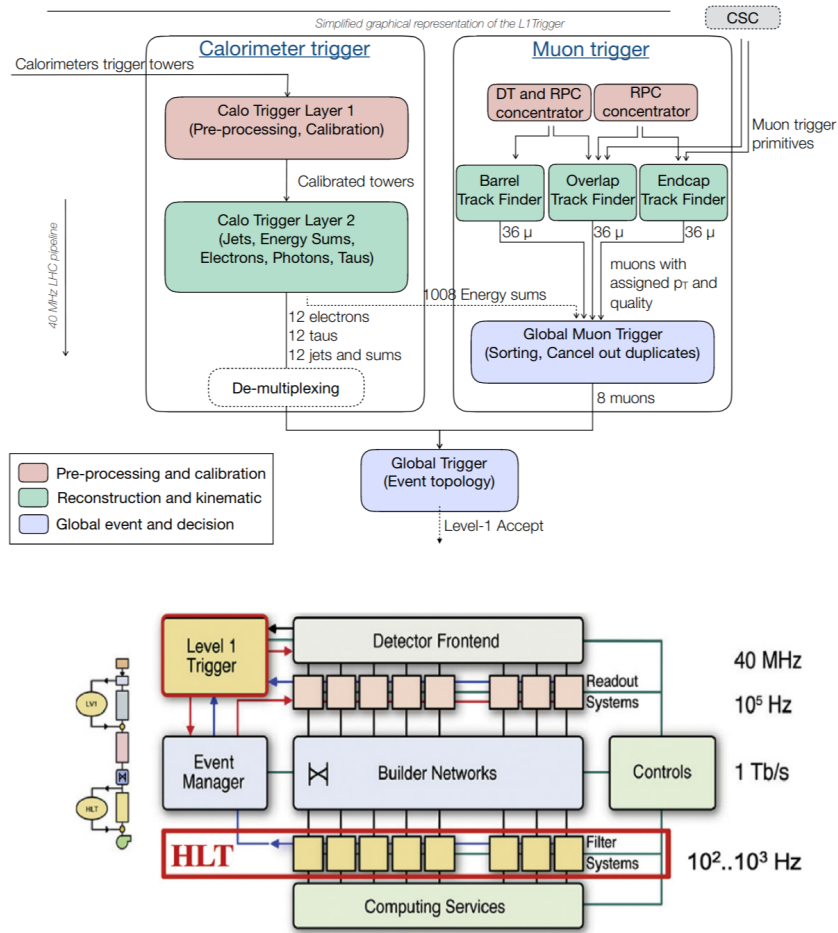 Simplified graphical representation of the L1Trigger
CSC
Calorimeter trigger
Muon trigger
Calorimeters trigger towers
Calo Trigger Layer 1
(Pre-processing, Calibration)
DT and RPC
concentrator
RPC
concentrator
Muon trigger
primitives
Calibrated towers
Barrel
Track Finder
Overlap
Track Finder
Endcap
Track Finder
Calo Trigger Layer 2
(Jets, Energy Sums,
Electrons, Photons, Taus)
36 μ
36 μ
36 μ
40 MHz LHC pipeline
muons with
assigned pT and
quality
1008 Energy sums
12 electrons
12 taus
12 jets and sums
Global Muon Trigger
(Sorting, Cancel out duplicates)
De-multiplexing
8 muons
Pre-processing and calibration
Reconstruction and kinematic
Global event and decision
Global Trigger
(Event topology)
Level-1 Accept
Level 1
Trigger
Detector Frontend
40 MHz
Readout
Systems
10⁵ Hz
LV1
Event
Manager
Builder Networks
Controls
1 Tb/s
HLT
HLT
Filter
Systems
10²..10³ Hz
Computing Services